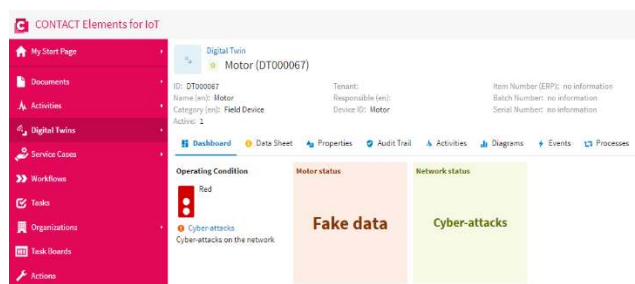 CONTACT Elements for IoT
My Start Page
Documents
Activities
Digital Twins
Service Cases
Workflows
Tasks
Organizations
Task Boards
Actions
Digital Twin
Motor (DT000067)
ID: DT000067 Tenant: Item Number (ERP): no information
Name (en): Motor Responsible (en): Batch Number: no information
Category (en): Field Device Device ID: Motor Serial Number: no information
Active: 1
Dashboard Data Sheet Properties Audit Trail Activities Diagrams Events Processes
Operating Condition Motor status Network status
Red
Fake data Cyber-attacks
Cyber-attacks
Cyber-attacks on the network